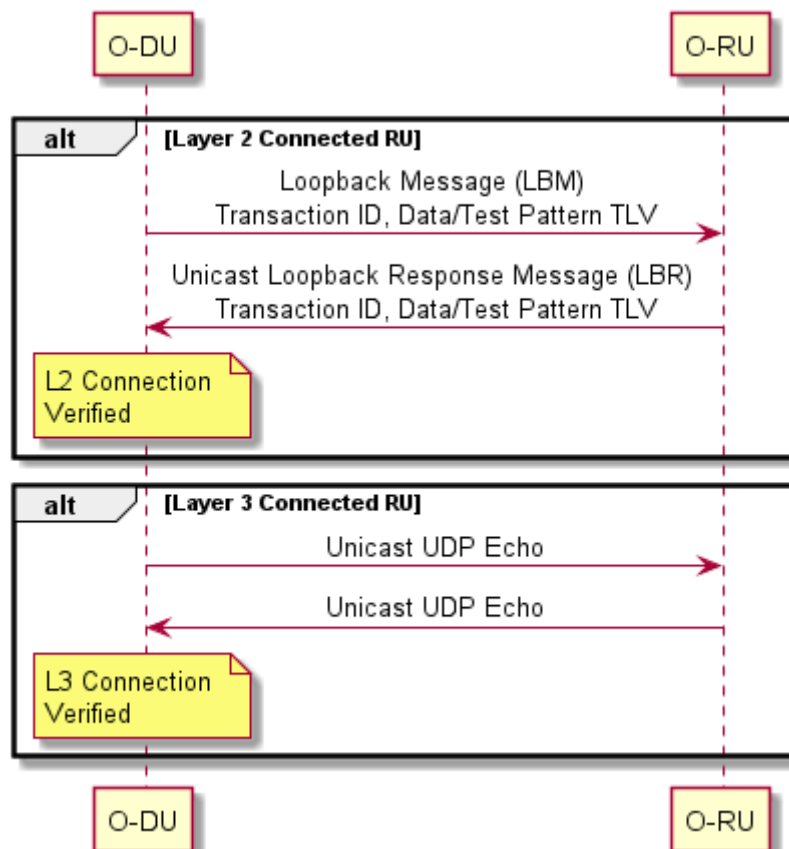 O-DU
O-RU
alt
[Layer 2 Connected RU]
Loopback Message (LBM)
Transaction ID, Data/Test Pattern TLV
Unicast Loopback Response Message (LBR)
Transaction ID, Data/Test Pattern TLV
L2 Connection
Verified
alt
[Layer 3 Connected RU]
Unicast UDP Echo
Unicast UDP Echo
L3 Connection
Verified
O-DU
O-RU